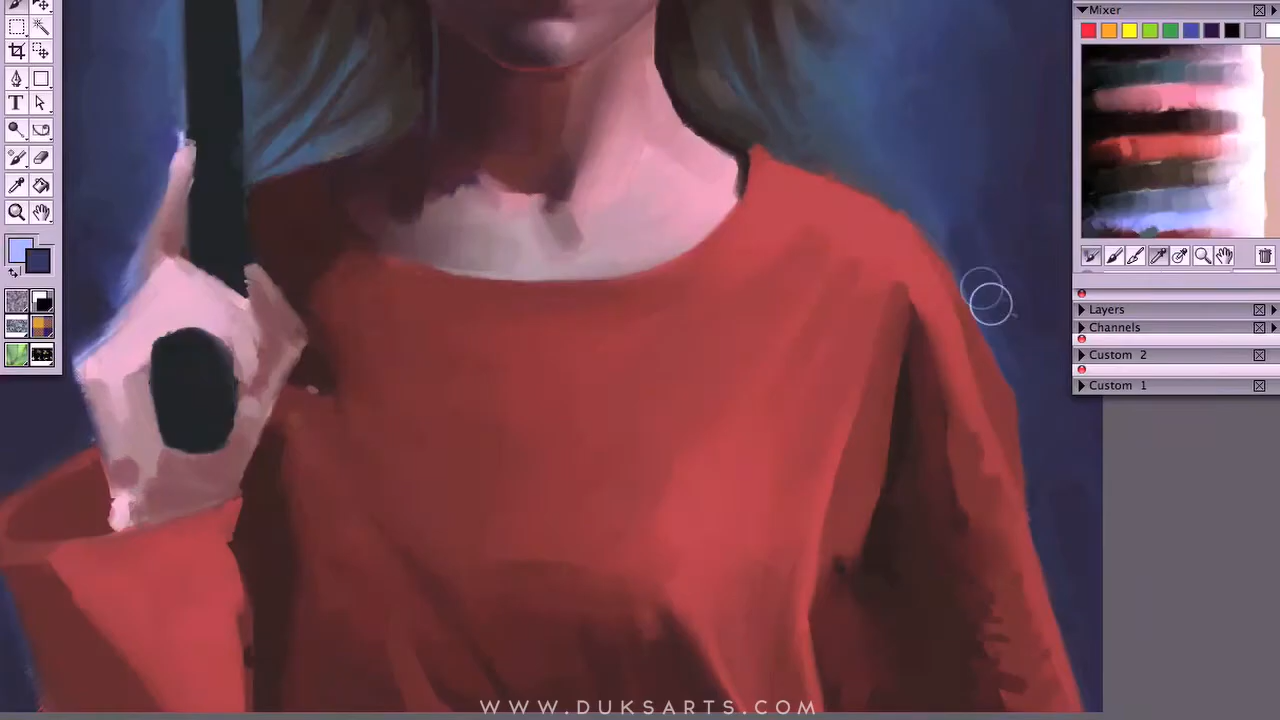 Mixer
T
Layers
Channels
Custom 2
Custom 1
WWW.DUKSARTS.COM